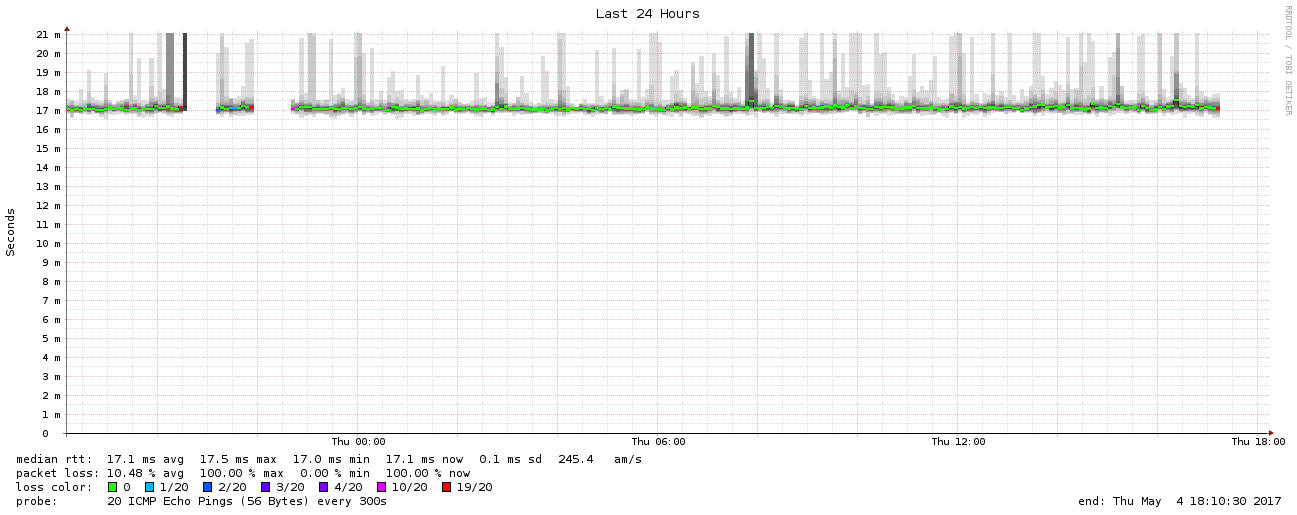 Last 24 Hours
RRDTOOL / TOBI OETIKER
21 m
20 m
19 m
18 m
17 m
16 m
15 m
14 m
13 m
12 m
11 m
10 m
9 m
8 m
7 m
6 m
5 m
4 m
3 m
2 m
1 m
0
Seconds
Thu 00:00 Thu 06:00 Thu 12:00 Thu 18:00
median rtt: 17.1 ms avg 17.5 ms max 17.0 ms min 17.1 ms now 0.1 ms sd 245.4 am/s
packet loss: 10.48 % avg 100.00 % max 0.00 % min 100.00 % now
loss color: 0 1/20 2/20 3/20 4/20 10/20 19/20
probe: 20 ICMP Echo Pings (56 Bytes) every 300s end: Thu May 4 18:10:30 2017